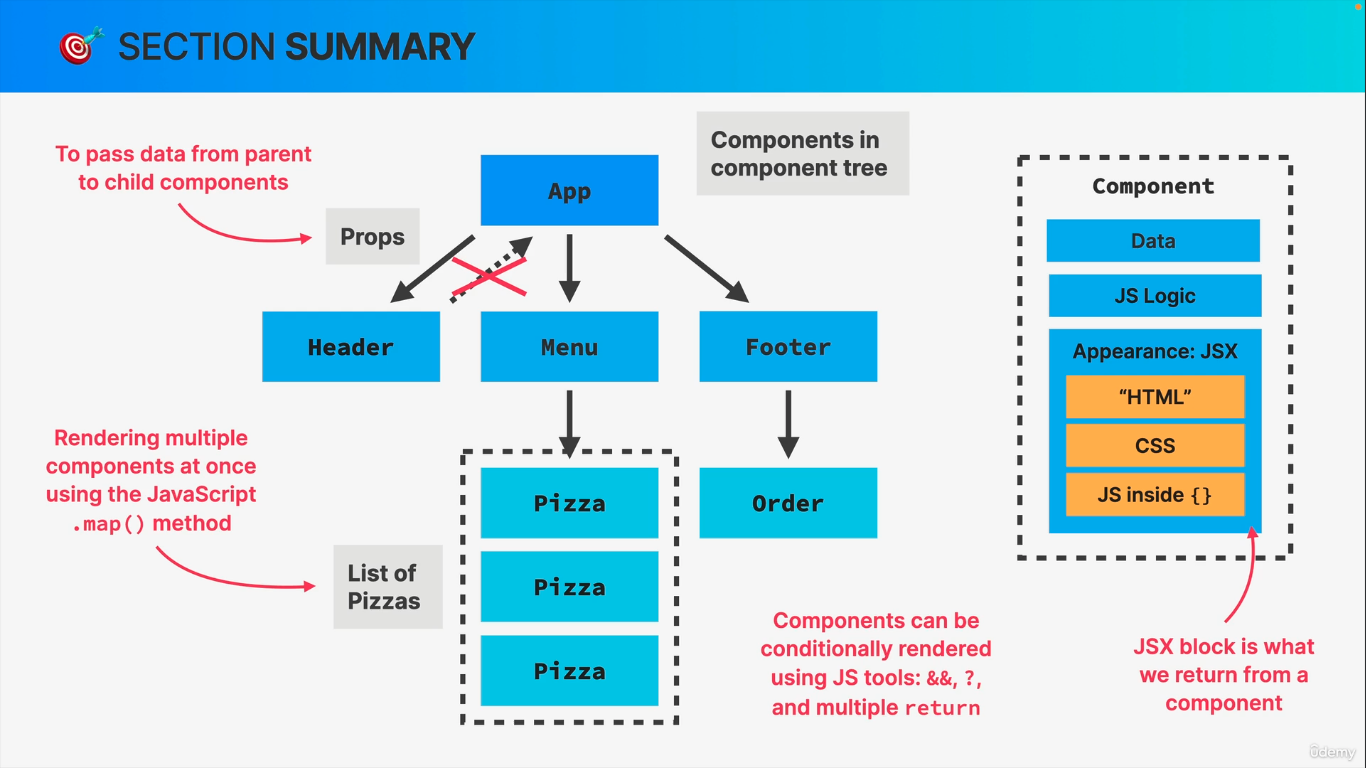 SECTION SUMMARY
To pass data from parent
to child components
Props
App
Components in
component tree
Header
Menu
Footer
Rendering multiple
components at once
using the JavaScript
.map() method
List of
Pizzas
Pizza
Pizza
Pizza
Order
Components can be
conditionally rendered
using JS tools: &&, ?,
and multiple return
Component
Data
JS Logic
Appearance: JSX
“HTML”
CSS
JS inside {}
JSX block is what
we return from a
component
ûdemy